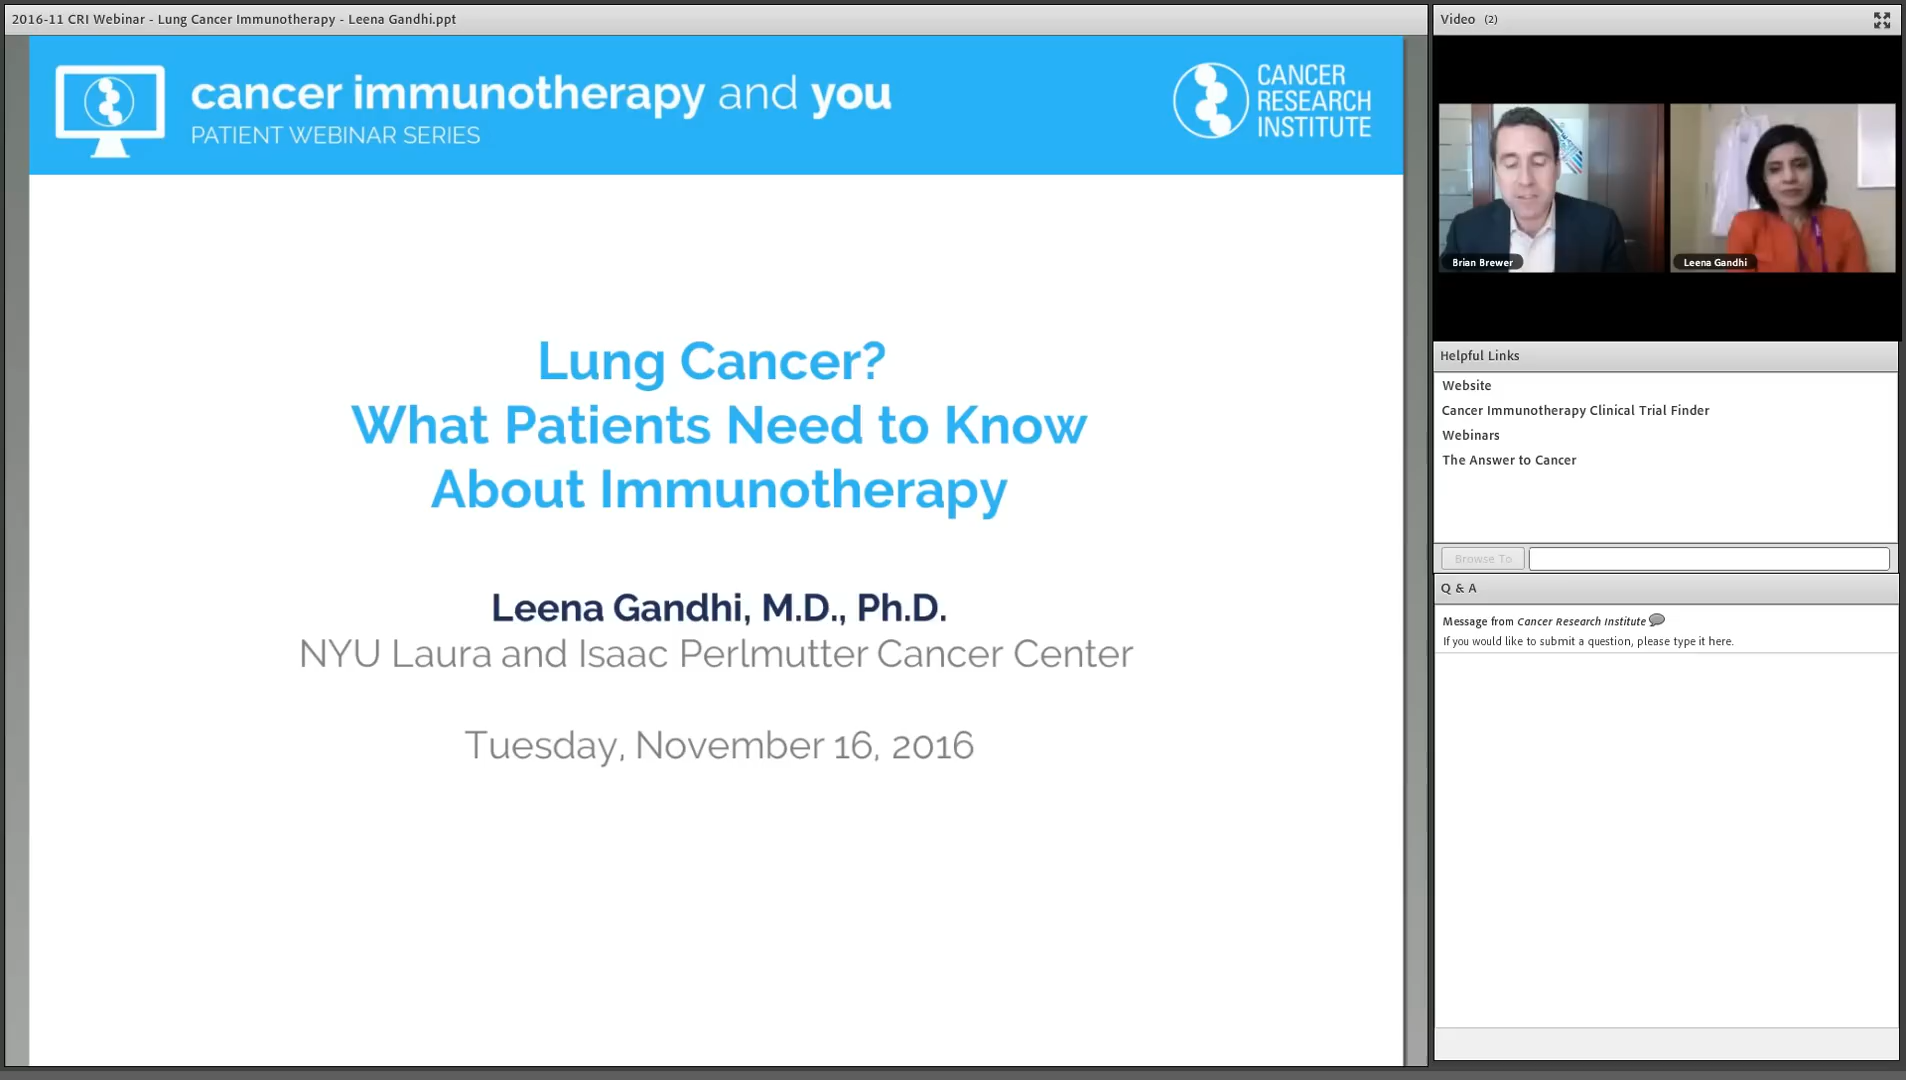 2016-11 CRI Webinar - Lung Cancer Immunotherapy - Leena Gandhi.ppt
cancer immunotherapy and you
PATIENT WEBINAR SERIES
CANCER
RESEARCH
INSTITUTE
Lung Cancer?
What Patients Need to Know
About Immunotherapy
Leena Gandhi, M.D., Ph.D.
NYU Laura and Isaac Perlmutter Cancer Center
Tuesday, November 16, 2016
Video (2)
Brian Brewer
Leena Gandhi
Helpful Links
Website
Cancer Immunotherapy Clinical Trial Finder
Webinars
The Answer to Cancer
Browse To
Q & A
Message from Cancer Research Institute
If you would like to submit a question, please type it here.